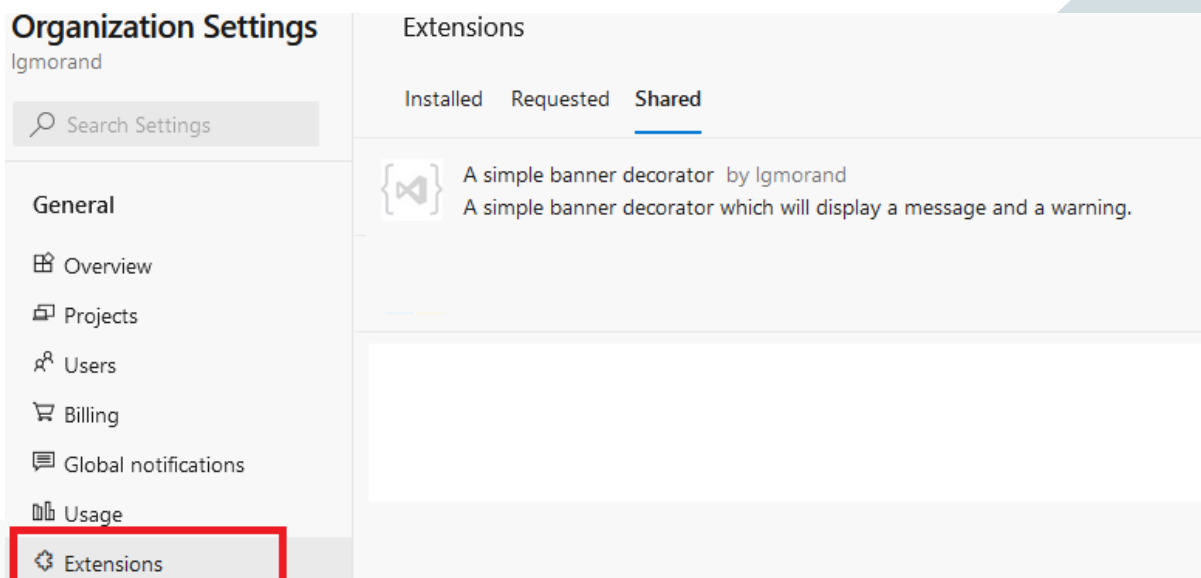 Organization Settings
lgmorand
Search Settings
General
Overview
Projects
Users
Billing
Global notifications
Usage
Extensions
Extensions
Installed Requested Shared
A simple banner decorator by lgmorand
A simple banner decorator which will display a message and a warning.